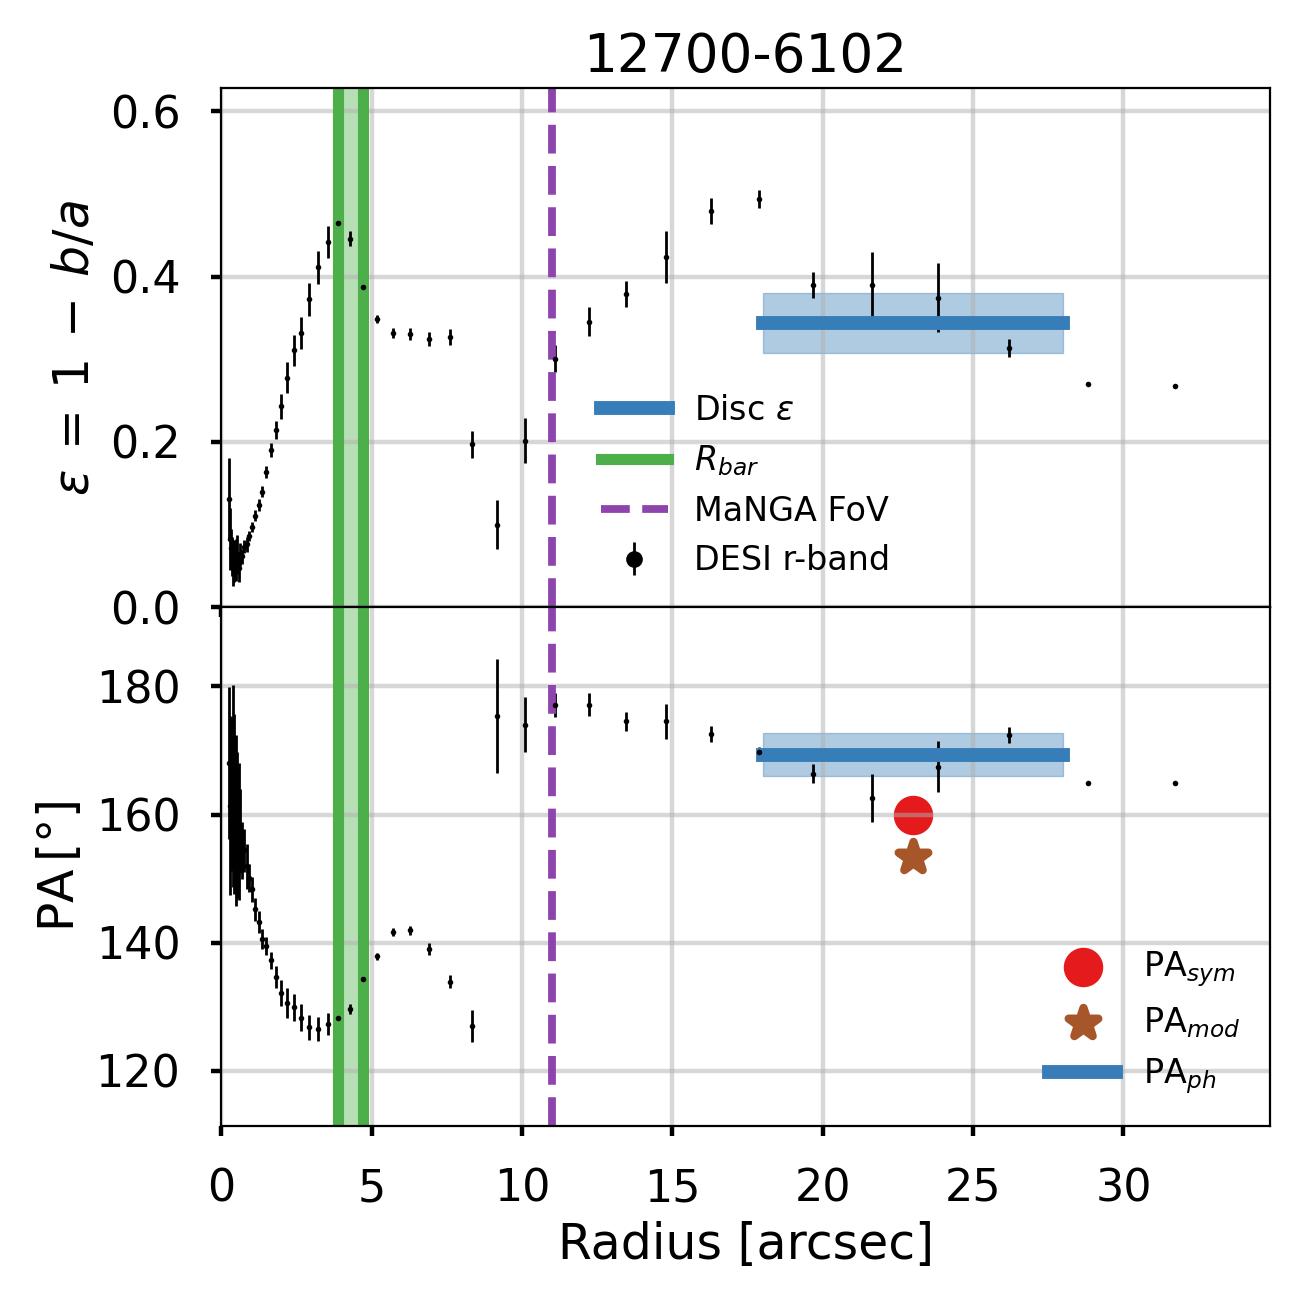 12700-6102
0.6
0.4
0.2
0.0
ε = 1 − b/a
Disc ε
R_bar
MaNGA FoV
DESI r-band
180
160
140
120
PA [°]
PA_sym
PA_mod
PA_ph
0 5 10 15 20 25 30
Radius [arcsec]